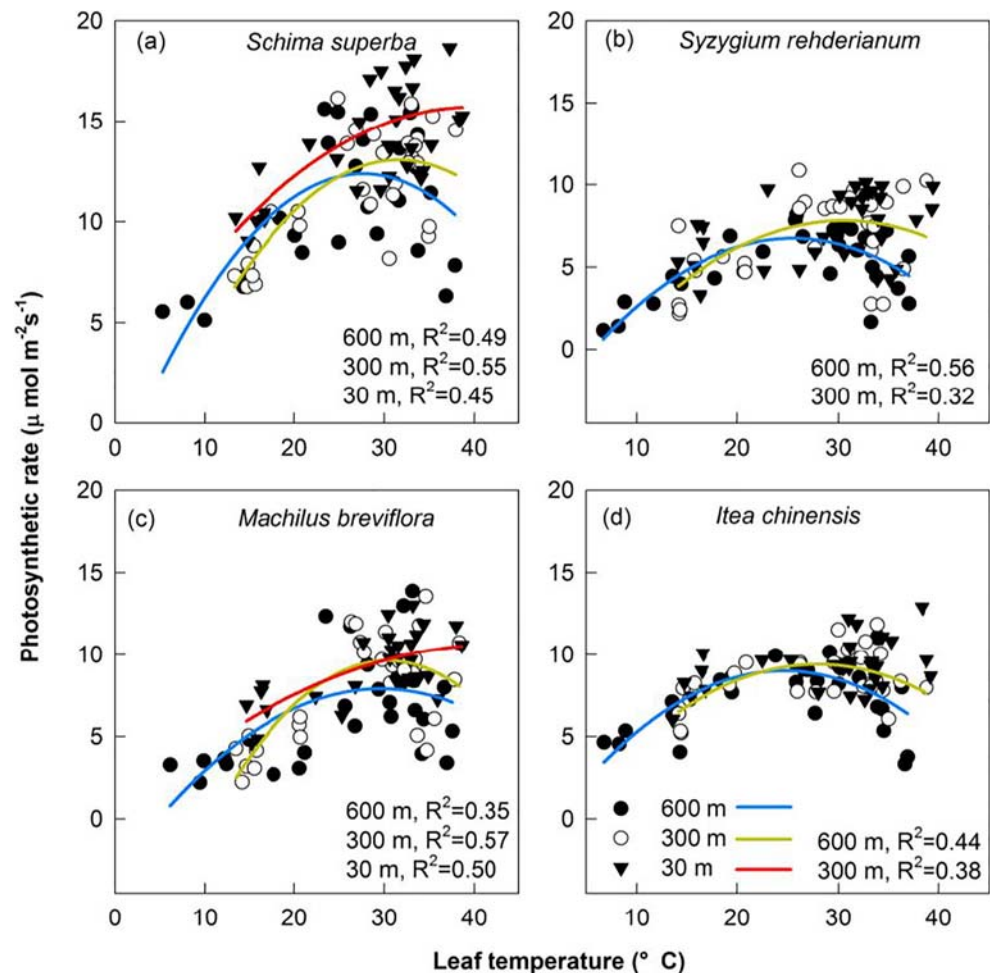 (a) Schima superba
20
15
10
5
0
600 m, R²=0.49
300 m, R²=0.55
30 m, R²=0.45
0 10 20 30 40
(b) Syzygium rehderianum
20
15
10
5
0
600 m, R²=0.56
300 m, R²=0.32
10 20 30 40
Photosynthetic rate (μ mol m⁻²s⁻¹)
(c) Machilus breviflora
20
15
10
5
0
600 m, R²=0.35
300 m, R²=0.57
30 m, R²=0.50
0 10 20 30 40
(d) Itea chinensis
20
15
10
5
0
600 m
300 m
30 m
600 m, R²=0.44
300 m, R²=0.38
10 20 30 40
Leaf temperature (° C)